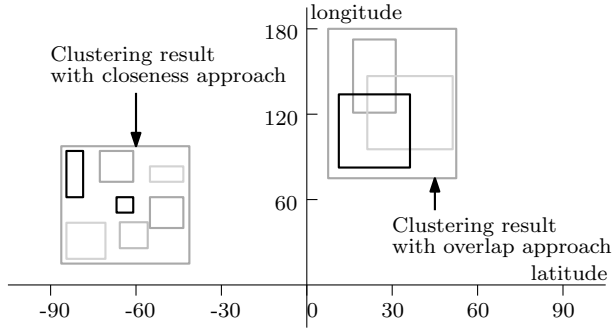 longitude
180
Clustering result
with closeness approach
120
60
Clustering result
with overlap approach
latitude
-90 -60 -30 0 30 60 90